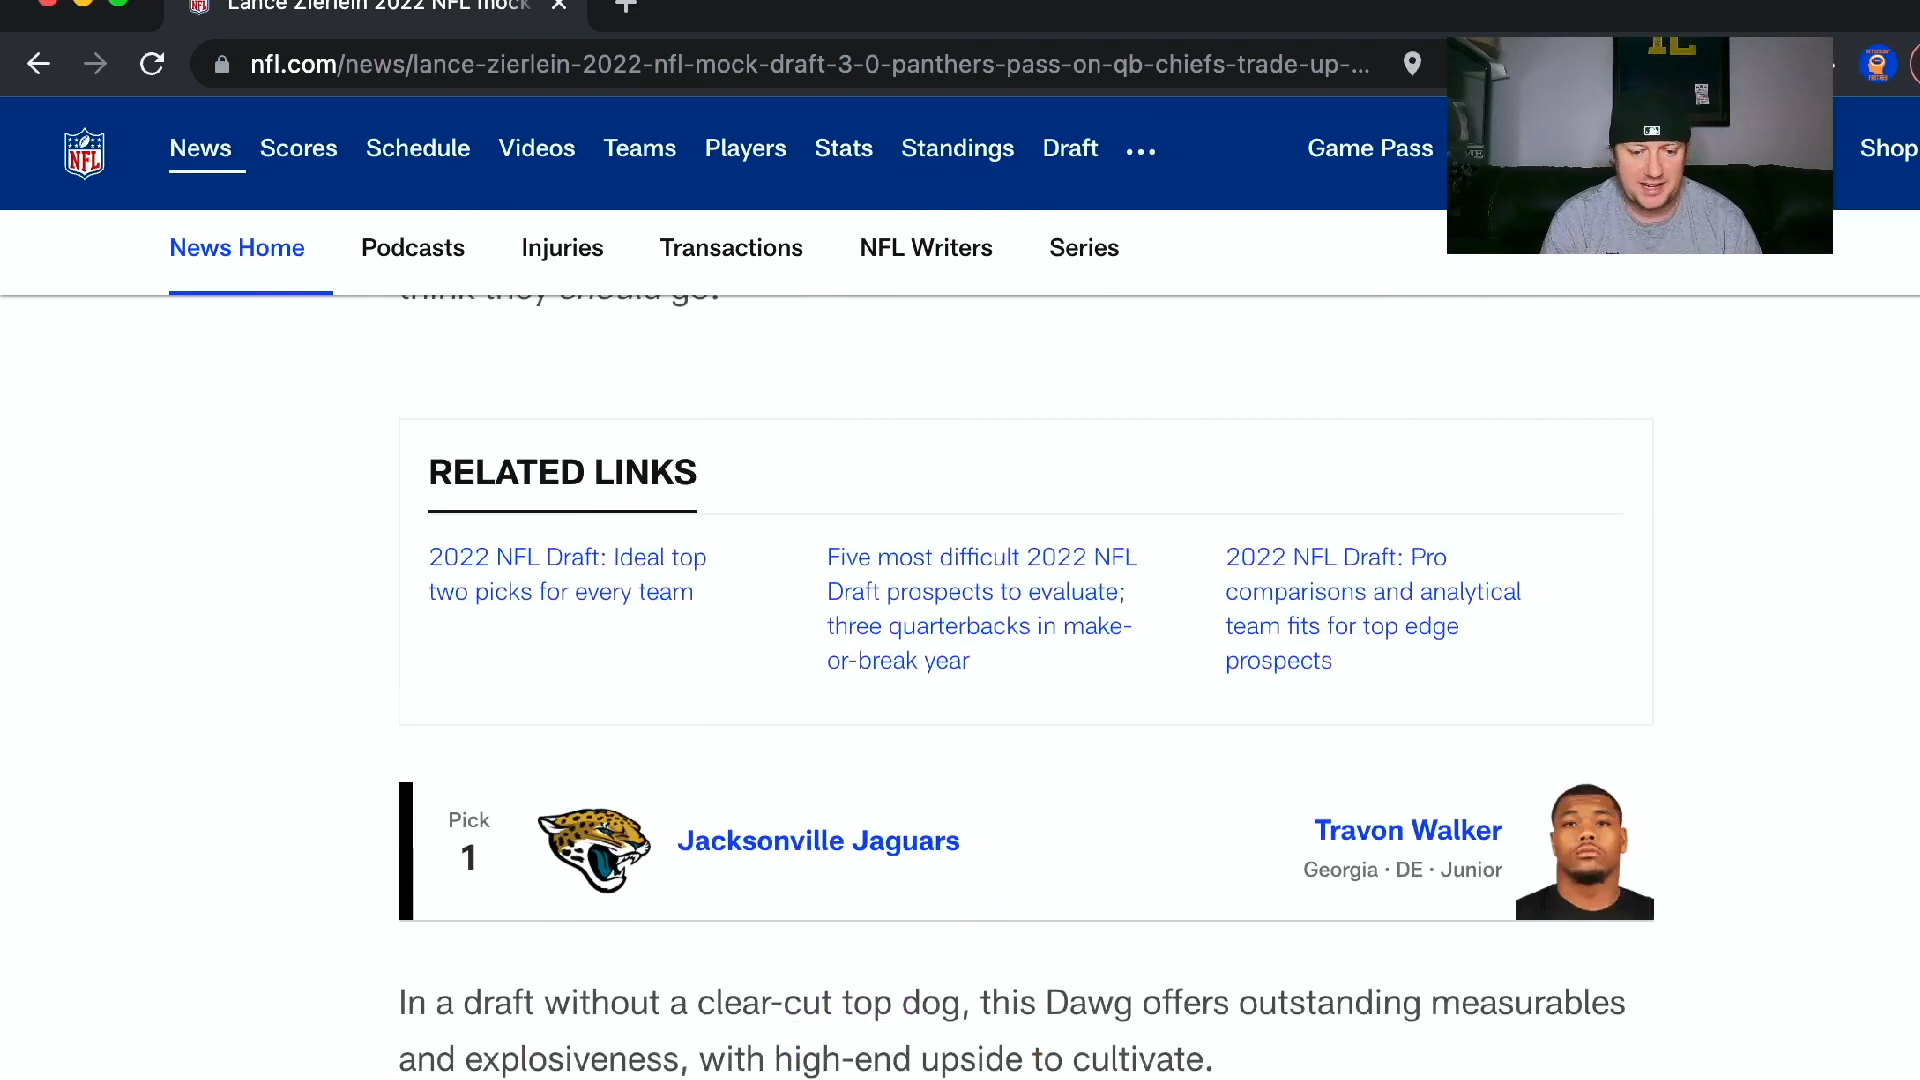 Lance Zierlein 2022 NFL mock
nfl.com/news/lance-zierlein-2022-nfl-mock-draft-3-0-panthers-pass-on-qb-chiefs-trade-up-...
NFL
News Scores Schedule Videos Teams Players Stats Standings Draft ... Game Pass Shop
News Home Podcasts Injuries Transactions NFL Writers Series
think they should go.
RELATED LINKS
2022 NFL Draft: Ideal top
two picks for every team
Five most difficult 2022 NFL
Draft prospects to evaluate;
three quarterbacks in make-
or-break year
2022 NFL Draft: Pro
comparisons and analytical
team fits for top edge
prospects
Pick
1
Jacksonville Jaguars
Travon Walker
Georgia · DE · Junior
In a draft without a clear-cut top dog, this Dawg offers outstanding measurables
and explosiveness, with high-end upside to cultivate.